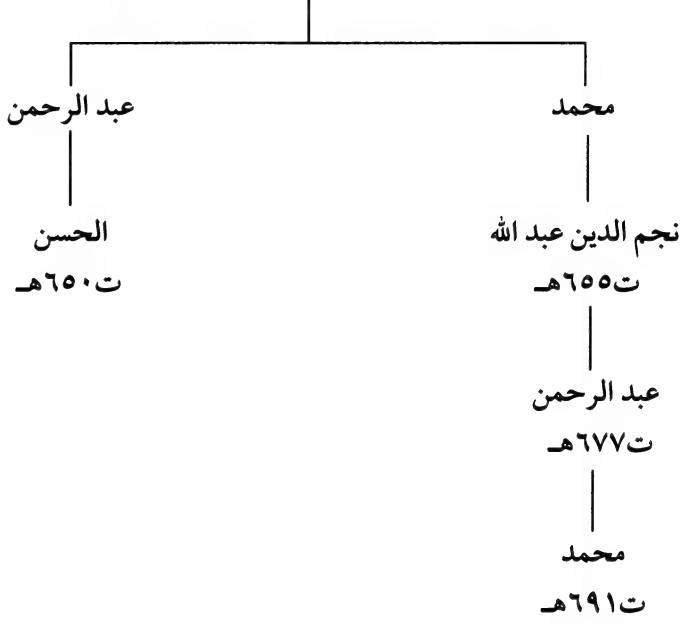 محمد
عبد الرحمن
نجم الدين عبد الله
ت٦٥٥هـ
الحسن
ت٦٥٠هـ
عبد الرحمن
ت٦٧٧هـ
محمد
ت٦٩١هـ